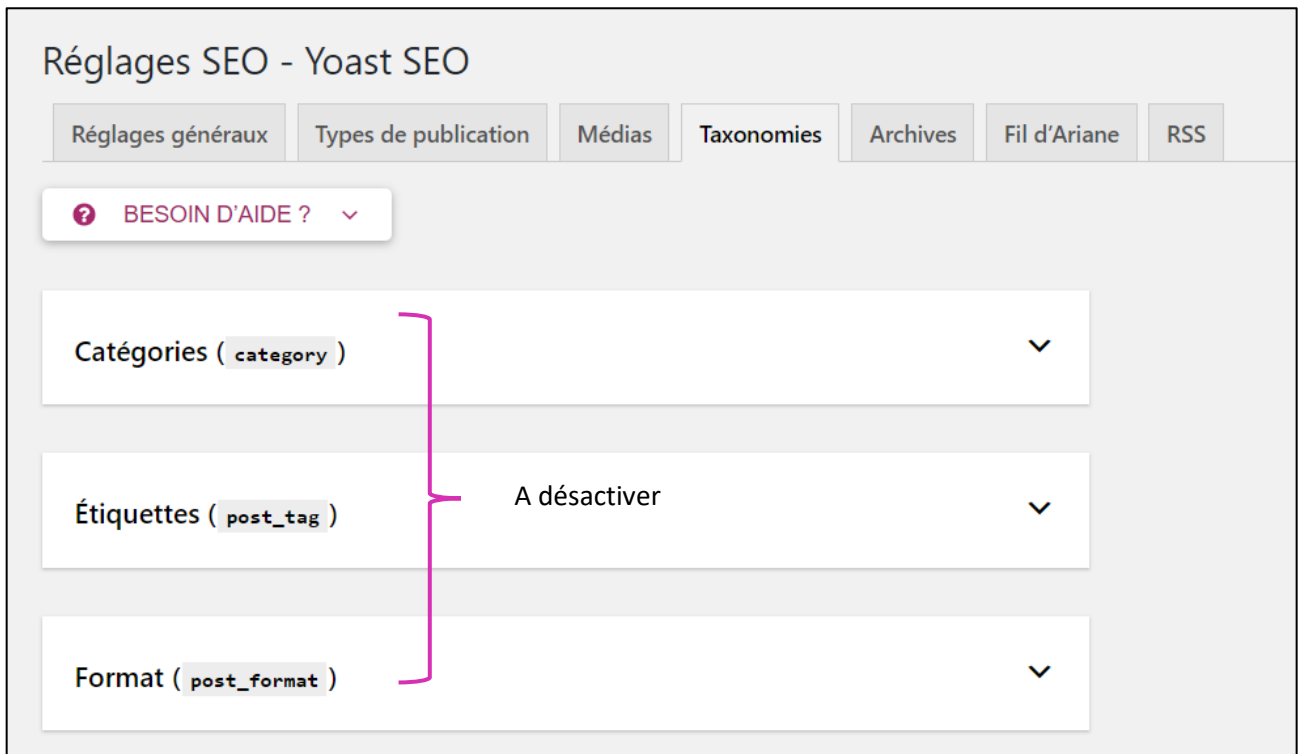 Réglages SEO - Yoast SEO
Réglages généraux Types de publication Médias Taxonomies Archives Fil d'Ariane RSS
BESOIN D'AIDE ?
Catégories ( category )
A désactiver
Étiquettes ( post_tag )
Format ( post_format )